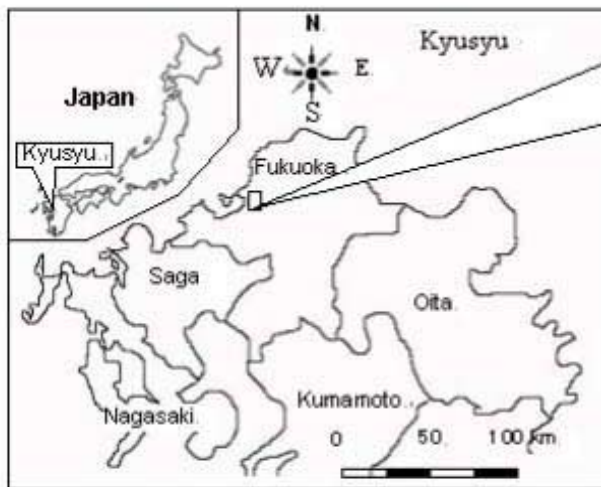 N
Kyusyu
W E
S
Japan
Kyusyu
Fukuoka
Saga
Oita
Nagasaki
Kumamoto
0 50 100 km